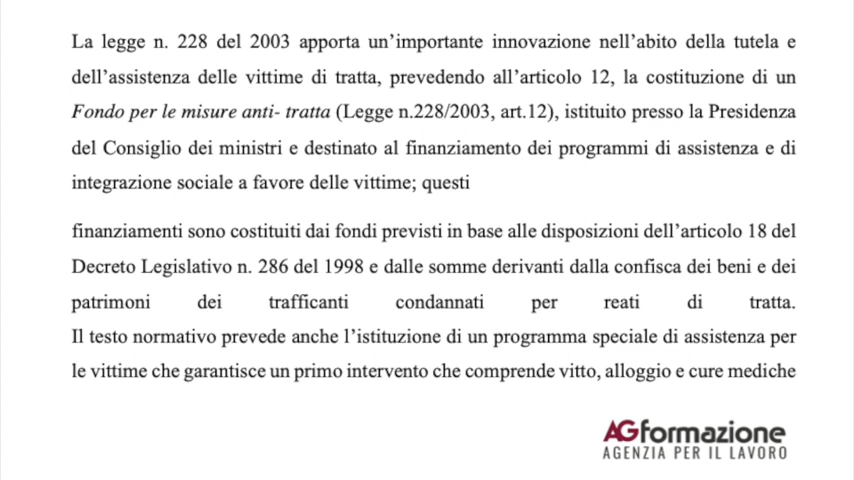 La legge n. 228 del 2003 apporta un’importante innovazione nell’abito della tutela e
dell’assistenza delle vittime di tratta, prevedendo all’articolo 12, la costituzione di un
Fondo per le misure anti- tratta (Legge n.228/2003, art.12), istituito presso la Presidenza
del Consiglio dei ministri e destinato al finanziamento dei programmi di assistenza e di
integrazione sociale a favore delle vittime; questi
finanziamenti sono costituiti dai fondi previsti in base alle disposizioni dell’articolo 18 del
Decreto Legislativo n. 286 del 1998 e dalle somme derivanti dalla confisca dei beni e dei
patrimoni dei trafficanti condannati per reati di tratta.
Il testo normativo prevede anche l’istituzione di un programma speciale di assistenza per
le vittime che garantisce un primo intervento che comprende vitto, alloggio e cure mediche
AGformazione
AGENZIA PER IL LAVORO